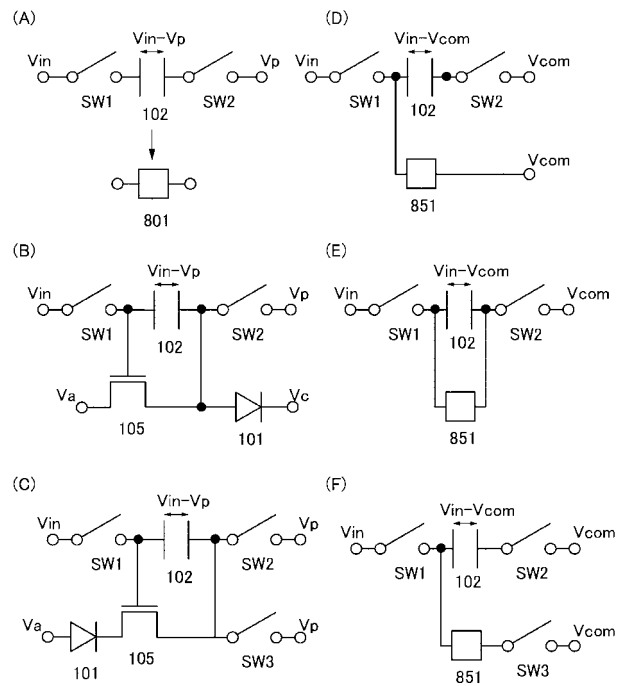 (A)
Vin-Vp
Vin
Vp
SW1
102
SW2
801
(B)
Vin-Vp
Vin
Vp
SW1
102
SW2
Va
Vc
105
101
(C)
Vin-Vp
Vin
Vp
SW1
102
SW2
Va
Vp
101
105
SW3
(D)
Vin-Vcom
Vin
Vcom
SW1
102
SW2
Vcom
851
(E)
Vin-Vcom
Vin
Vcom
SW1
102
SW2
851
(F)
Vin-Vcom
Vin
Vcom
SW1
102
SW2
Vcom
851
SW3